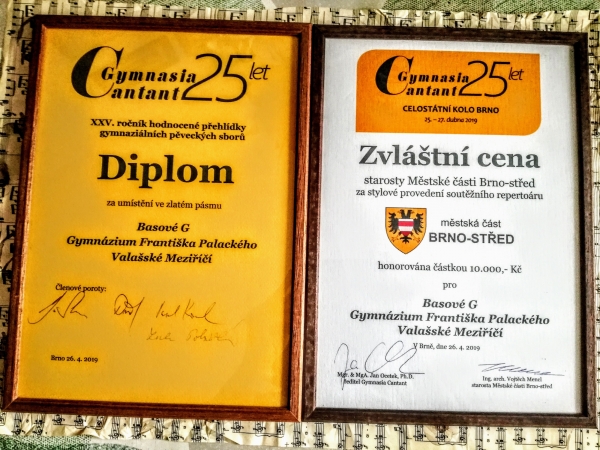 Gymnasia
Cantant 25 let
XXV. ročník hodnocené přehlídky
gymnaziálních pěveckých sborů
Diplom
za umístění ve zlatém pásmu
Basové G
Gymnázium Františka Palackého
Valašské Meziříčí
Členové poroty:
Brno 26. 4. 2019
Gymnasia
Cantant 25 let
CELOSTÁTNÍ KOLO BRNO
25. – 27. dubna 2019
Zvláštní cena
starosty Městské části Brno-střed
za stylové provedení soutěžního repertoáru
městská část
BRNO-STŘED
honorována částkou 10.000,- Kč
pro
Basové G
Gymnázium Františka Palackého
Valašské Meziříčí
V Brně, dne 26. 4. 2019
Mgr. & MgA. Jan Ocetek, Ph.D.
ředitel Gymnasia Cantant
Ing. arch. Vojtěch Mencl
starosta Městské části Brno-střed